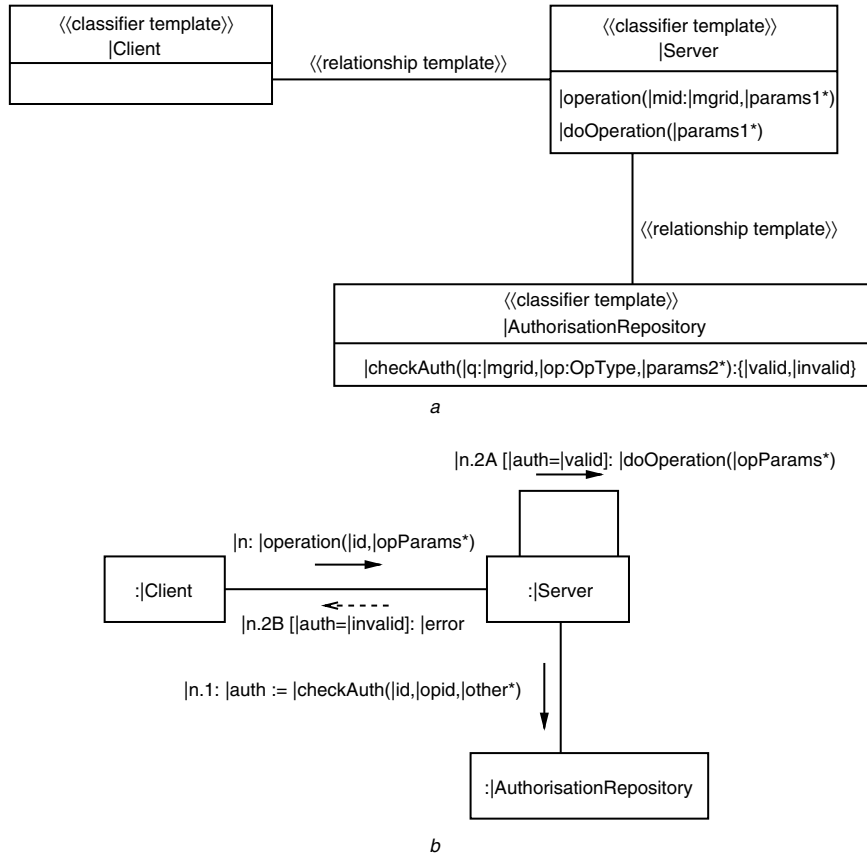 ⟨⟨classifier template⟩⟩
|Client
⟨⟨relationship template⟩⟩
⟨⟨classifier template⟩⟩
|Server
|operation(|mid:|mgrid,|params1*)
|doOperation(|params1*)
⟨⟨relationship template⟩⟩
⟨⟨classifier template⟩⟩
|AuthorisationRepository
|checkAuth(|q:|mgrid,|op:OpType,|params2*):{|valid,|invalid}
a
|n.2A [|auth=|valid]: |doOperation(|opParams*)
|n: |operation(|id,|opParams*)
:|Client
:|Server
|n.2B [|auth=|invalid]: |error
|n.1: |auth := |checkAuth(|id,|opid,|other*)
:|AuthorisationRepository
b